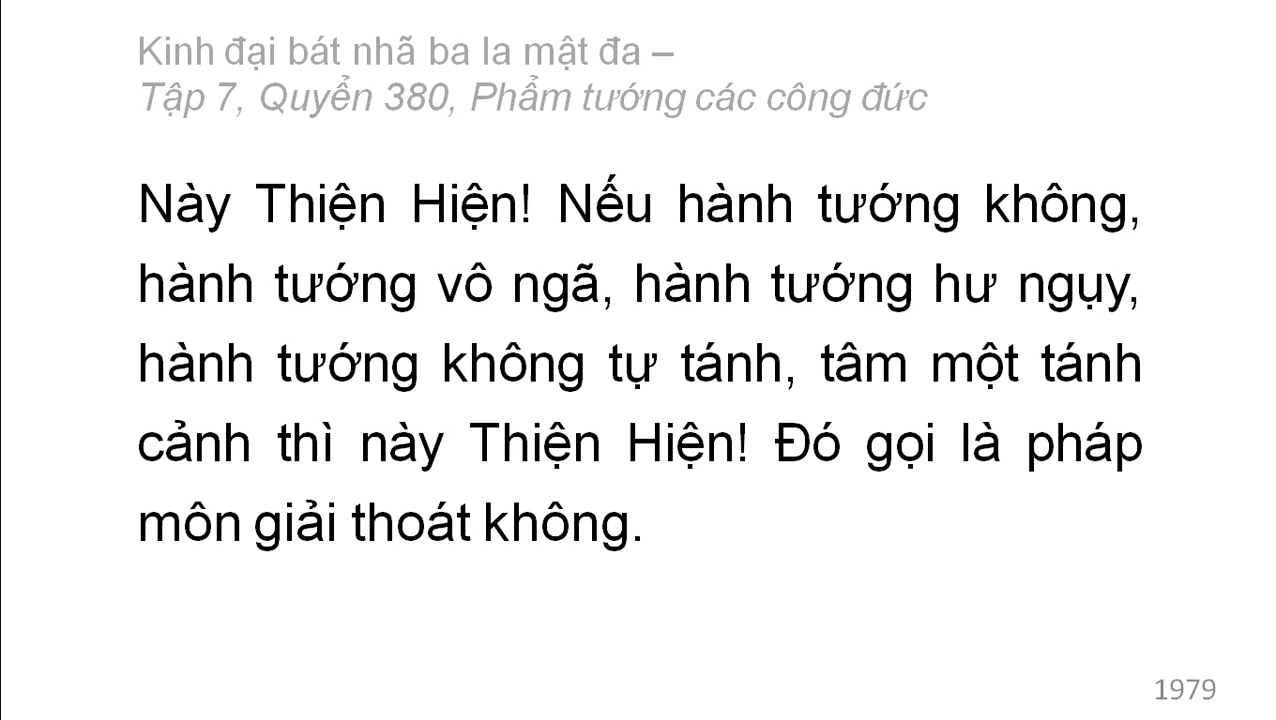 Kinh đại bát nhã ba la mật đa –
Tập 7, Quyển 380, Phẩm tướng các công đức
Này Thiện Hiện! Nếu hành tướng không,
hành tướng vô ngã, hành tướng hư ngụy,
hành tướng không tự tánh, tâm một tánh
cảnh thì này Thiện Hiện! Đó gọi là pháp
môn giải thoát không.
1979